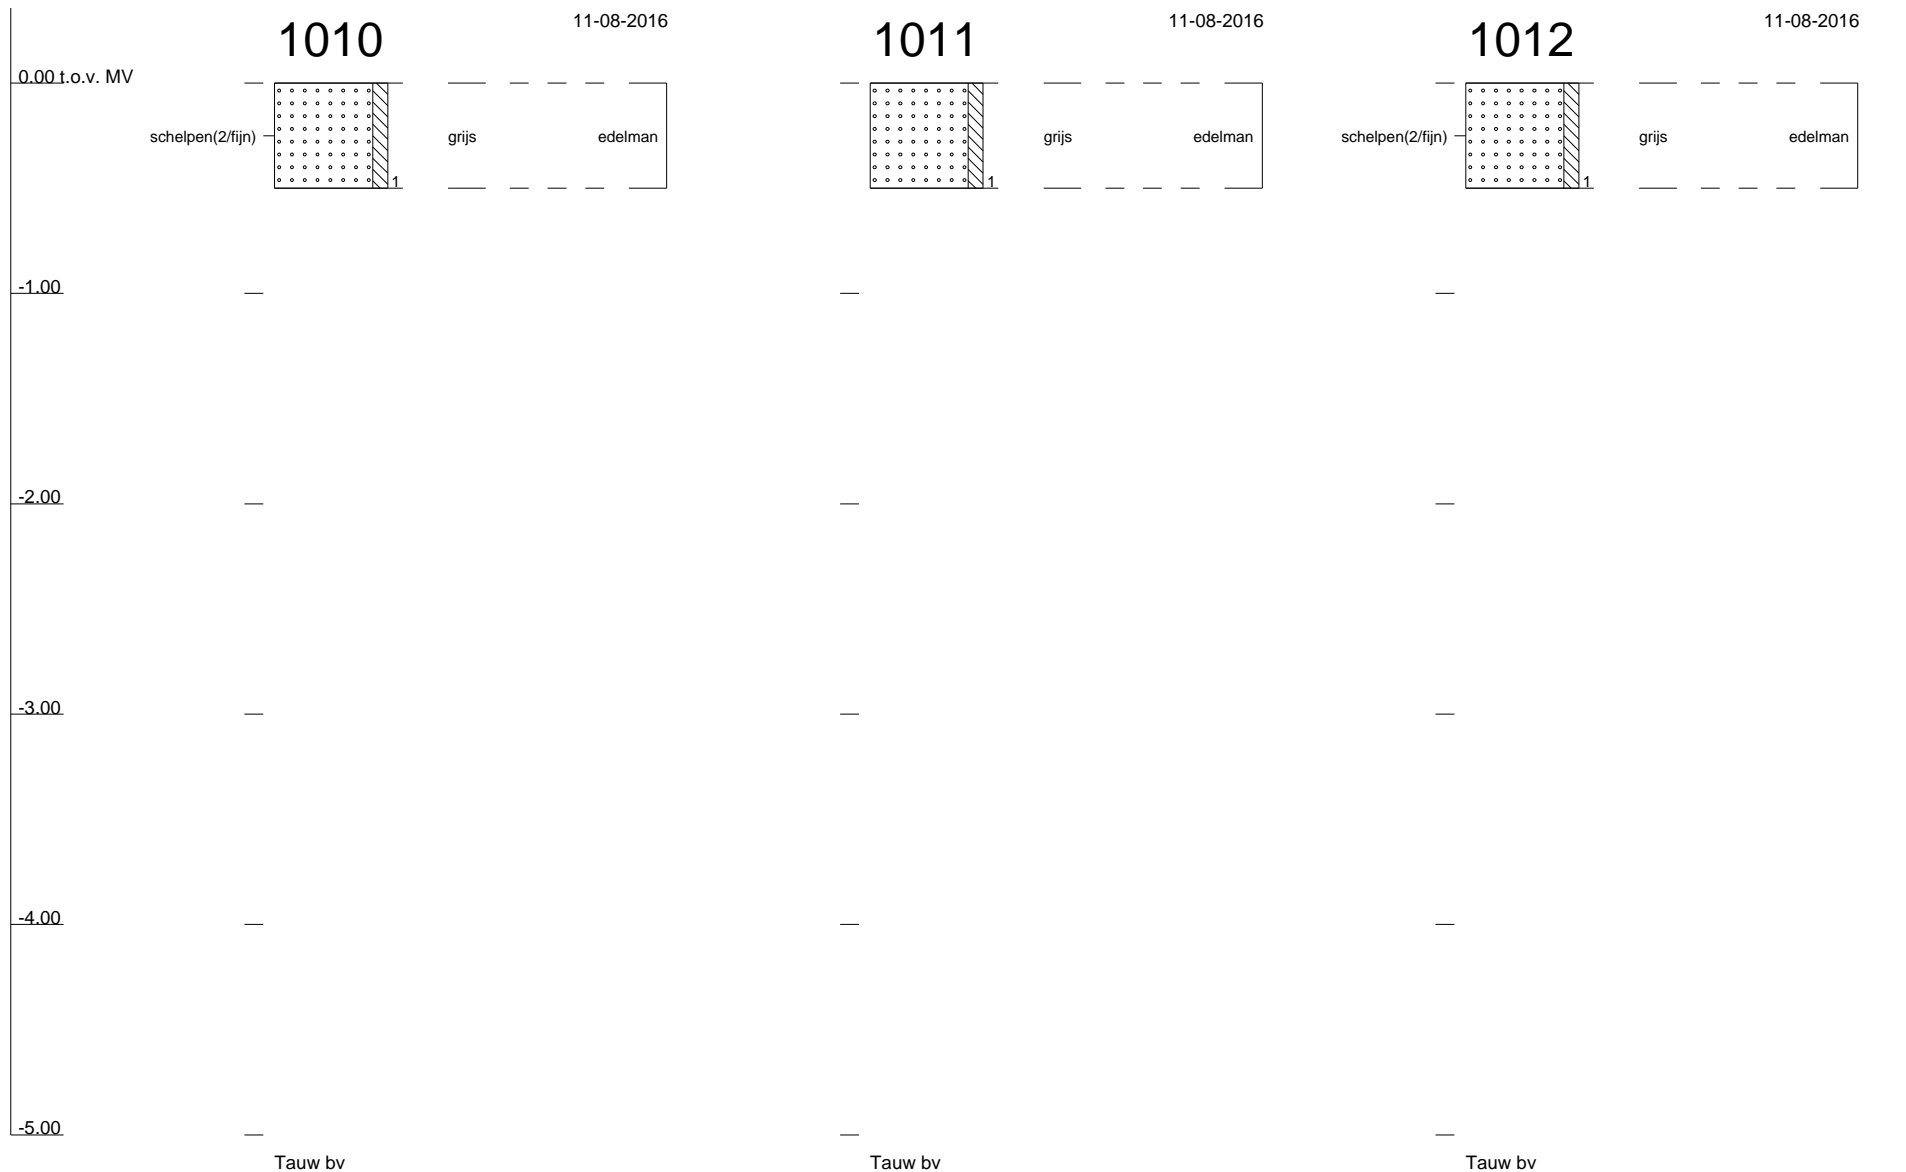 1010 11-08-2016 1011 11-08-2016 1012 11-08-2016
0.00 t.o.v. MV
schelpen(2/fijn) grijs edelman grijs edelman schelpen(2/fijn) grijs edelman
1 1 1
-1.00
-2.00
-3.00
-4.00
-5.00
Tauw bv Tauw bv Tauw bv